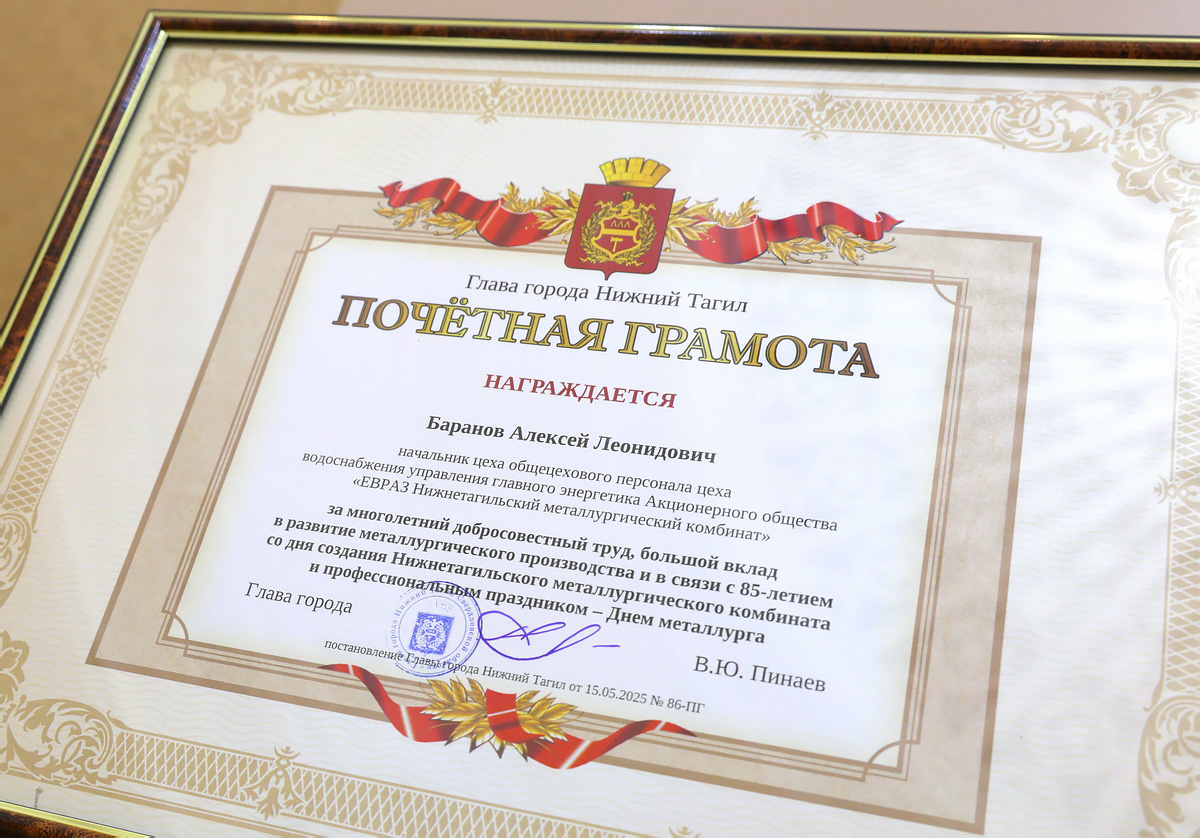 Глава города Нижний Тагил
ПОЧЁТНАЯ ГРАМОТА
НАГРАЖДАЕТСЯ
Баранов Алексей Леонидович
начальник цеха общецехового персонала цеха
водоснабжения управления главного энергетика Акционерного общества
«ЕВРАЗ Нижнетагильский металлургический комбинат»
за многолетний добросовестный труд, большой вклад
в развитие металлургического производства и в связи с 85-летием
со дня создания Нижнетагильского металлургического комбината
и профессиональным праздником – Днем металлурга
Глава города
В.Ю. Пинаев
постановление Главы города Нижний Тагил от 15.05.2025 № 86-ПГ